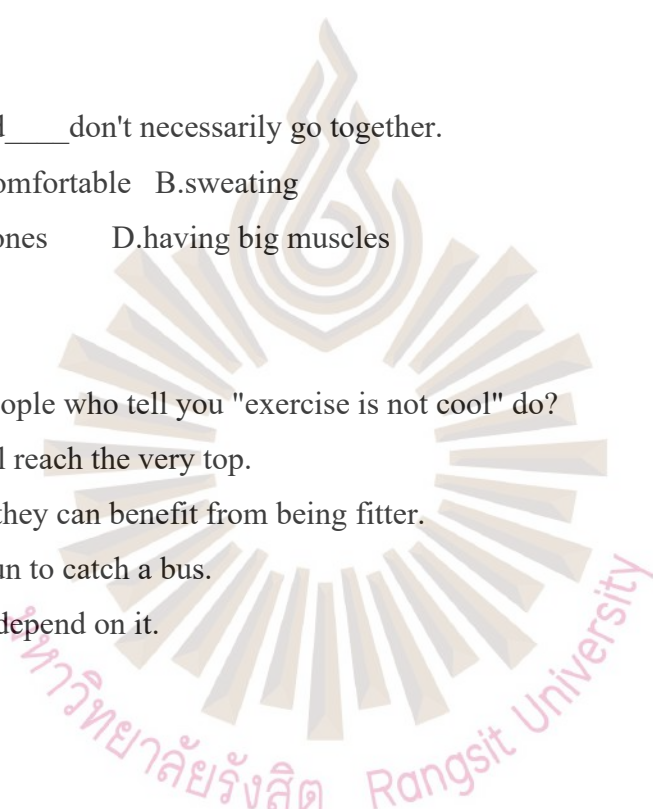 don't necessarily go together.
omfortable B.sweating
ones D.having big muscles
ople who tell you "exercise is not cool" do?
reach the very top.
they can benefit from being fitter.
un to catch a bus.
depend on it.
มหาวิทยาลัยรังสิต Rangsit University